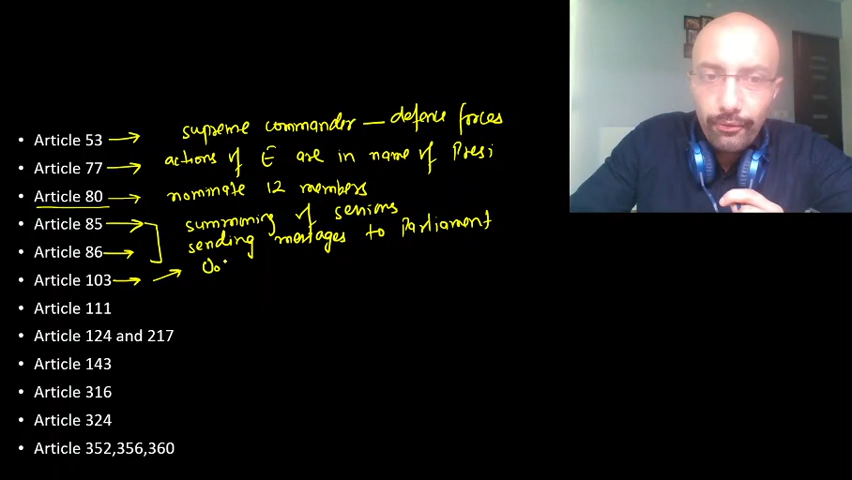 • Article 53 → supreme commander — defence forces
• Article 77 → actions of E are in name of Presi
• Article 80 → nominate 12 members
• Article 85 → summoning of sessions
• Article 86 → sending messages to Parliament
• Article 103 →
• Article 111
• Article 124 and 217
• Article 143
• Article 316
• Article 324
• Article 352,356,360